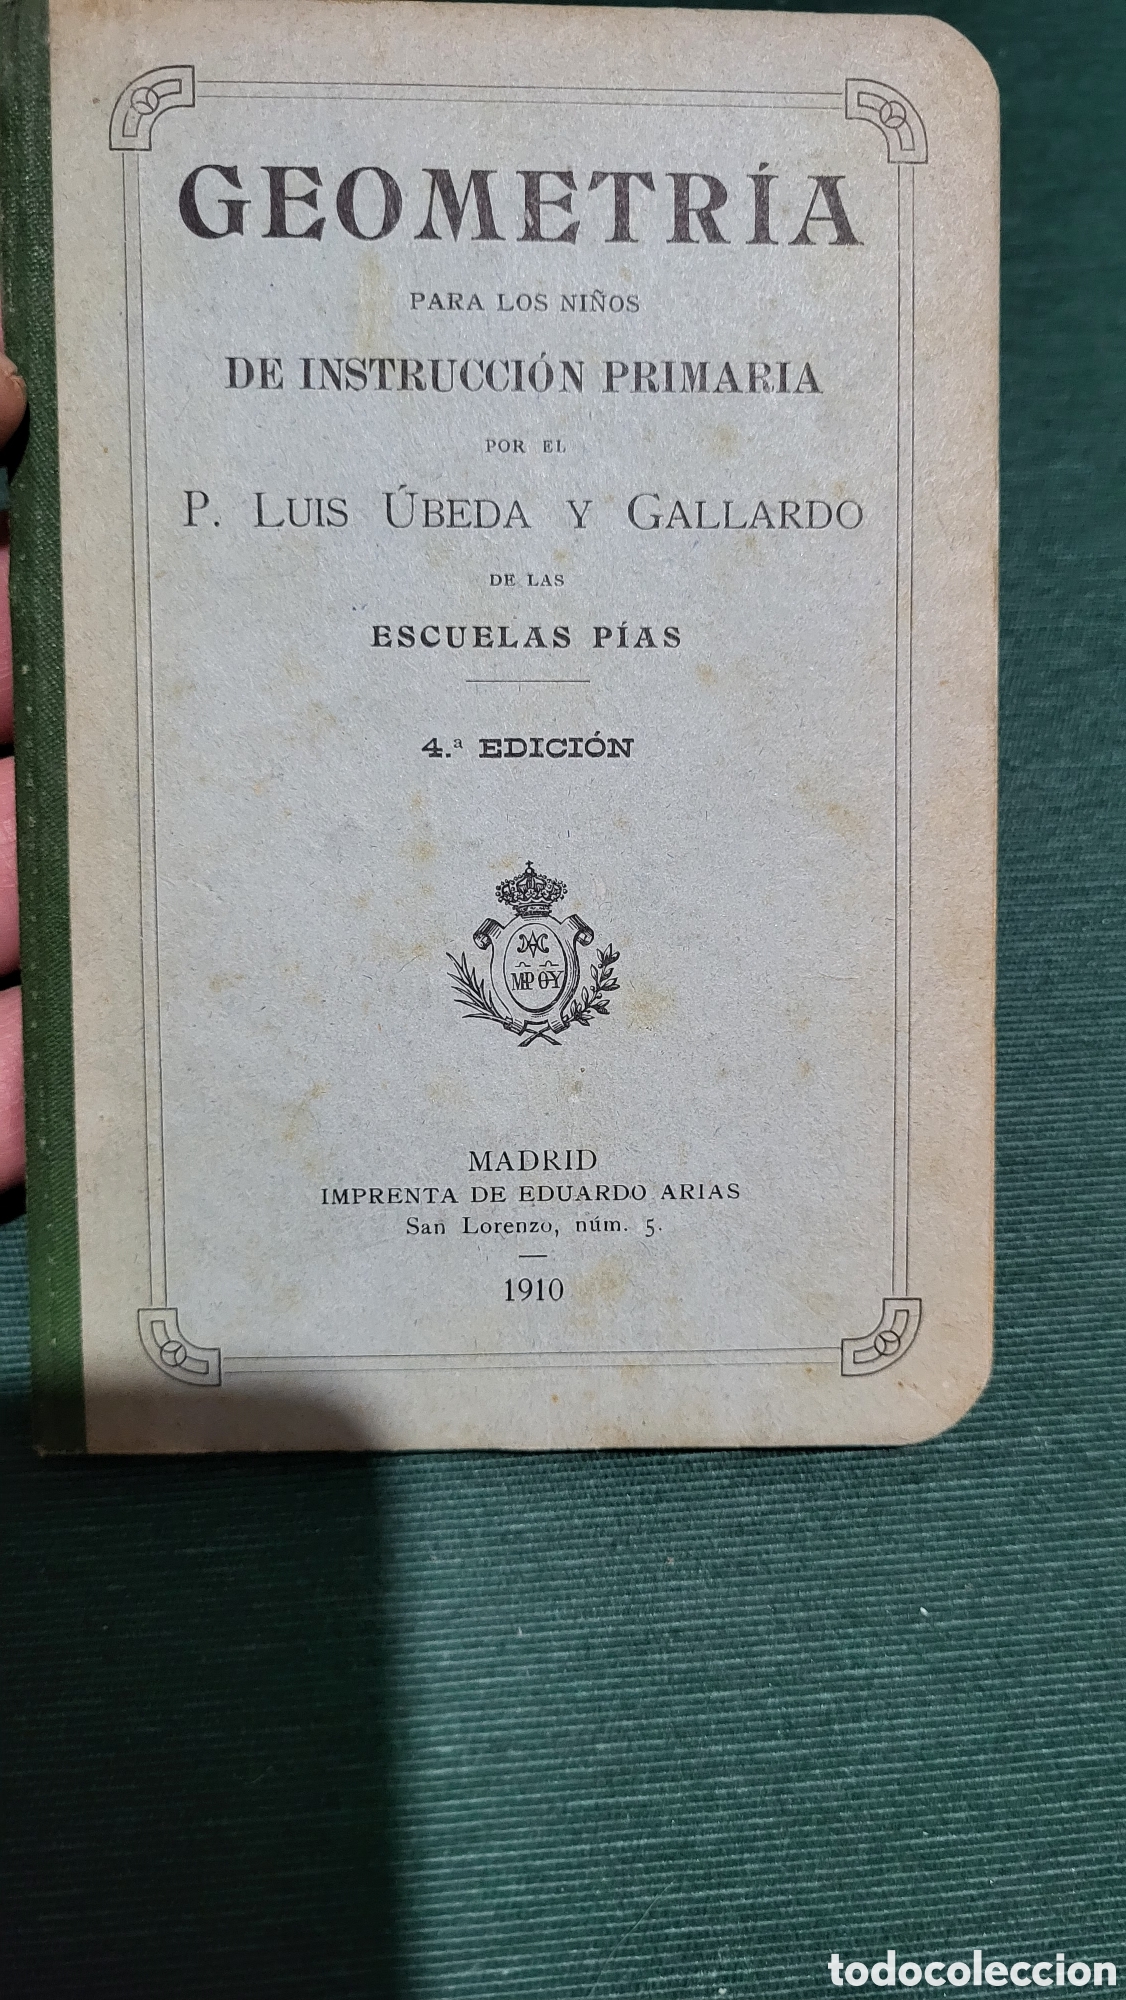 GEOMETRÍA
PARA LOS NIÑOS
DE INSTRUCCIÓN PRIMARIA
POR EL
P. LUIS ÚBEDA Y GALLARDO
DE LAS
ESCUELAS PÍAS
4.ª EDICIÓN
MP ΘY
MADRID
IMPRENTA DE EDUARDO ARIAS
San Lorenzo, núm. 5.
1910
todocoleccion